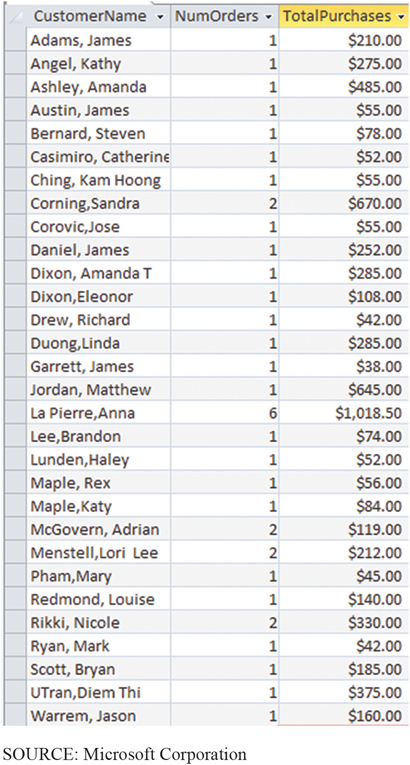 CustomerName NumOrders TotalPurchases
Adams, James 1 $210.00
Angel, Kathy 1 $275.00
Ashley, Amanda 1 $485.00
Austin, James 1 $55.00
Bernard, Steven 1 $78.00
Casimiro, Catherine 1 $52.00
Ching, Kam Hoong 1 $55.00
Corning,Sandra 2 $670.00
Corovic,Jose 1 $55.00
Daniel, James 1 $252.00
Dixon, Amanda T 1 $285.00
Dixon,Eleonor 1 $108.00
Drew, Richard 1 $42.00
Duong,Linda 1 $285.00
Garrett, James 1 $38.00
Jordan, Matthew 1 $645.00
La Pierre,Anna 6 $1,018.50
Lee,Brandon 1 $74.00
Lunden,Haley 1 $52.00
Maple, Rex 1 $56.00
Maple,Katy 1 $84.00
McGovern, Adrian 2 $119.00
Menstell,Lori Lee 2 $212.00
Pham,Mary 1 $45.00
Redmond, Louise 1 $140.00
Rikki, Nicole 2 $330.00
Ryan, Mark 1 $42.00
Scott, Bryan 1 $185.00
UTran,Diem Thi 1 $375.00
Warrem, Jason 1 $160.00
SOURCE: Microsoft Corporation